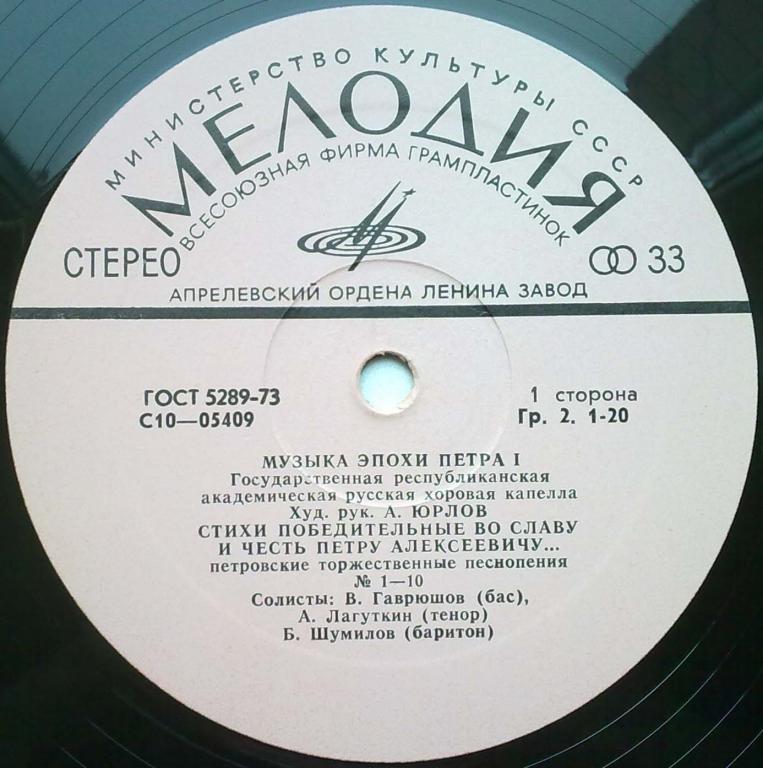 МИНИСТЕРСТВО КУЛЬТУРЫ СССР
МЕЛОДИЯ
ВСЕСОЮЗНАЯ ФИРМА ГРАМПЛАСТИНОК
СТЕРЕО
33
АПРЕЛЕВСКИЙ ОРДЕНА ЛЕНИНА ЗАВОД
ГОСТ 5289-73
С10—05409
1 сторона
Гр. 2. 1-20
МУЗЫКА ЭПОХИ ПЕТРА I
Государственная республиканская
академическая русская хоровая капелла
Худ. рук. А. ЮРЛОВ
СТИХИ ПОБЕДИТЕЛЬНЫЕ ВО СЛАВУ
И ЧЕСТЬ ПЕТРУ АЛЕКСЕЕВИЧУ...
петровские торжественные песнопения
№ 1—10
Солисты: В. Гаврюшов (бас),
А. Лагуткин (тенор)
Б. Шумилов (баритон)